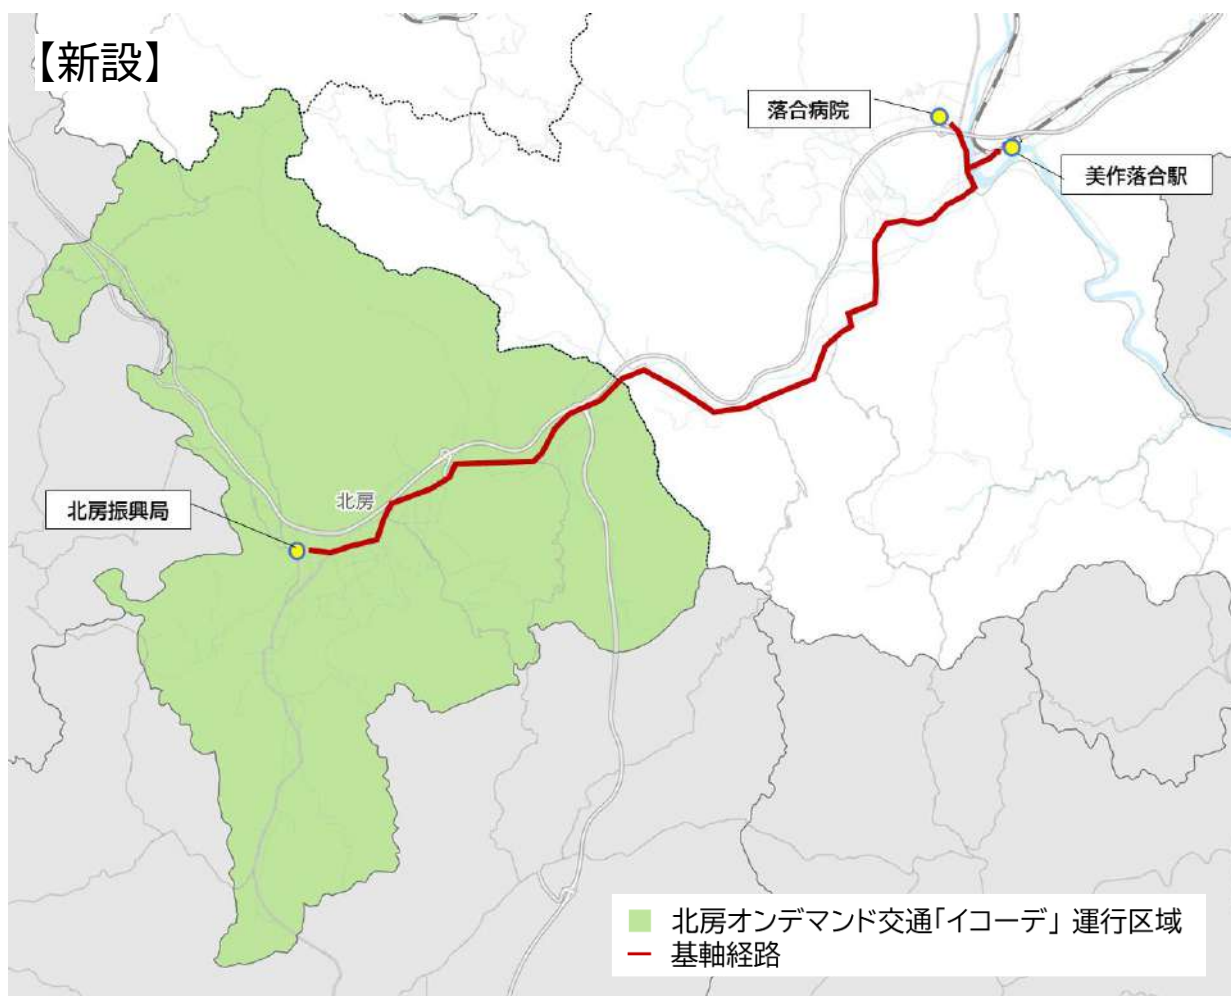 【新設】
落合病院
美作落合駅
北房
北房振興局
北房オンデマンド交通「イコーデ」 運行区域
基軸経路